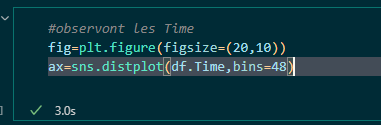 #observont les Time
fig=plt.figure(figsize=(20,10))
ax=sns.distplot(df.Time,bins=48)
3.0s